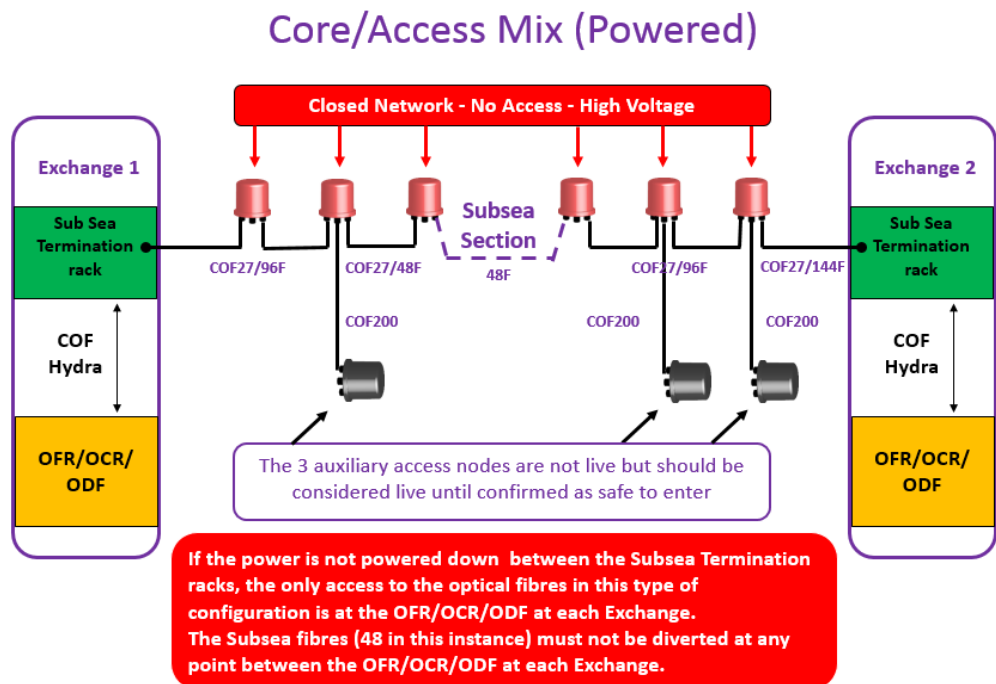 Core/Access Mix (Powered)
Closed Network - No Access - High Voltage
Exchange 1
Sub Sea
Termination
rack
COF
Hydra
OFR/OCR/
ODF
COF27/96F
COF27/48F
Subsea
Section
48F
COF27/96F
COF27/144F
COF200
COF200
COF200
Exchange 2
Sub Sea
Termination
rack
COF
Hydra
OFR/OCR/
ODF
The 3 auxiliary access nodes are not live but should be
considered live until confirmed as safe to enter
If the power is not powered down  between the Subsea Termination
racks, the only access to the optical fibres in this type of
configuration is at the OFR/OCR/ODF at each Exchange.
The Subsea fibres (48 in this instance) must not be diverted at any
point between the OFR/OCR/ODF at each Exchange.